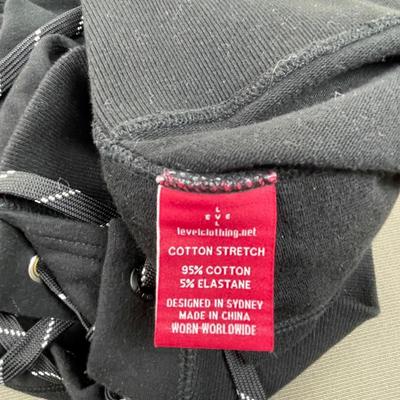 L
E V E
L
levelclothing.net
COTTON STRETCH
95% COTTON
5% ELASTANE
DESIGNED IN SYDNEY
MADE IN CHINA
WORN-WORLDWIDE